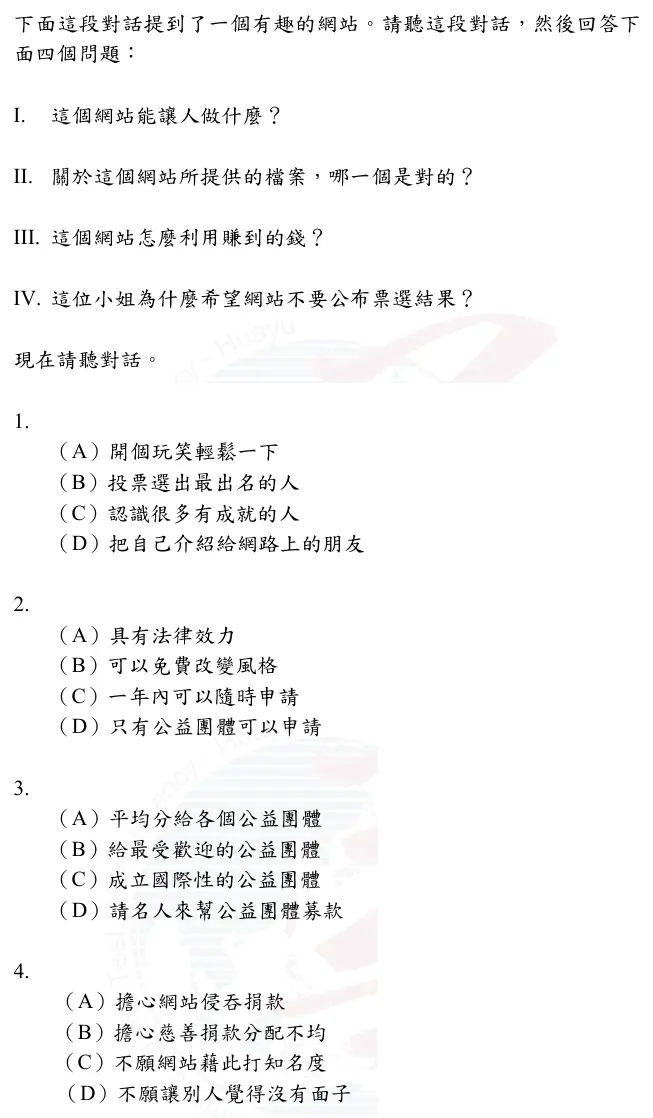 下面這段對話提到了一個有趣的網站。請聽這段對話，然後回答下
面四個問題：
I. 這個網站能讓人做什麼？
II. 關於這個網站所提供的檔案，哪一個是對的？
III. 這個網站怎麼利用賺到的錢？
IV. 這位小姐為什麼希望網站不要公布票選結果？
現在請聽對話。
1.
（A）開個玩笑輕鬆一下
（B）投票選出最出名的人
（C）認識很多有成就的人
（D）把自己介紹給網路上的朋友
2.
（A）具有法律效力
（B）可以免費改變風格
（C）一年內可以隨時申請
（D）只有公益團體可以申請
3.
（A）平均分給各個公益團體
（B）給最受歡迎的公益團體
（C）成立國際性的公益團體
（D）請名人來幫公益團體募款
4.
（A）擔心網站侵吞捐款
（B）擔心慈善捐款分配不均
（C）不願網站藉此打知名度
（D）不願讓別人覺得沒有面子